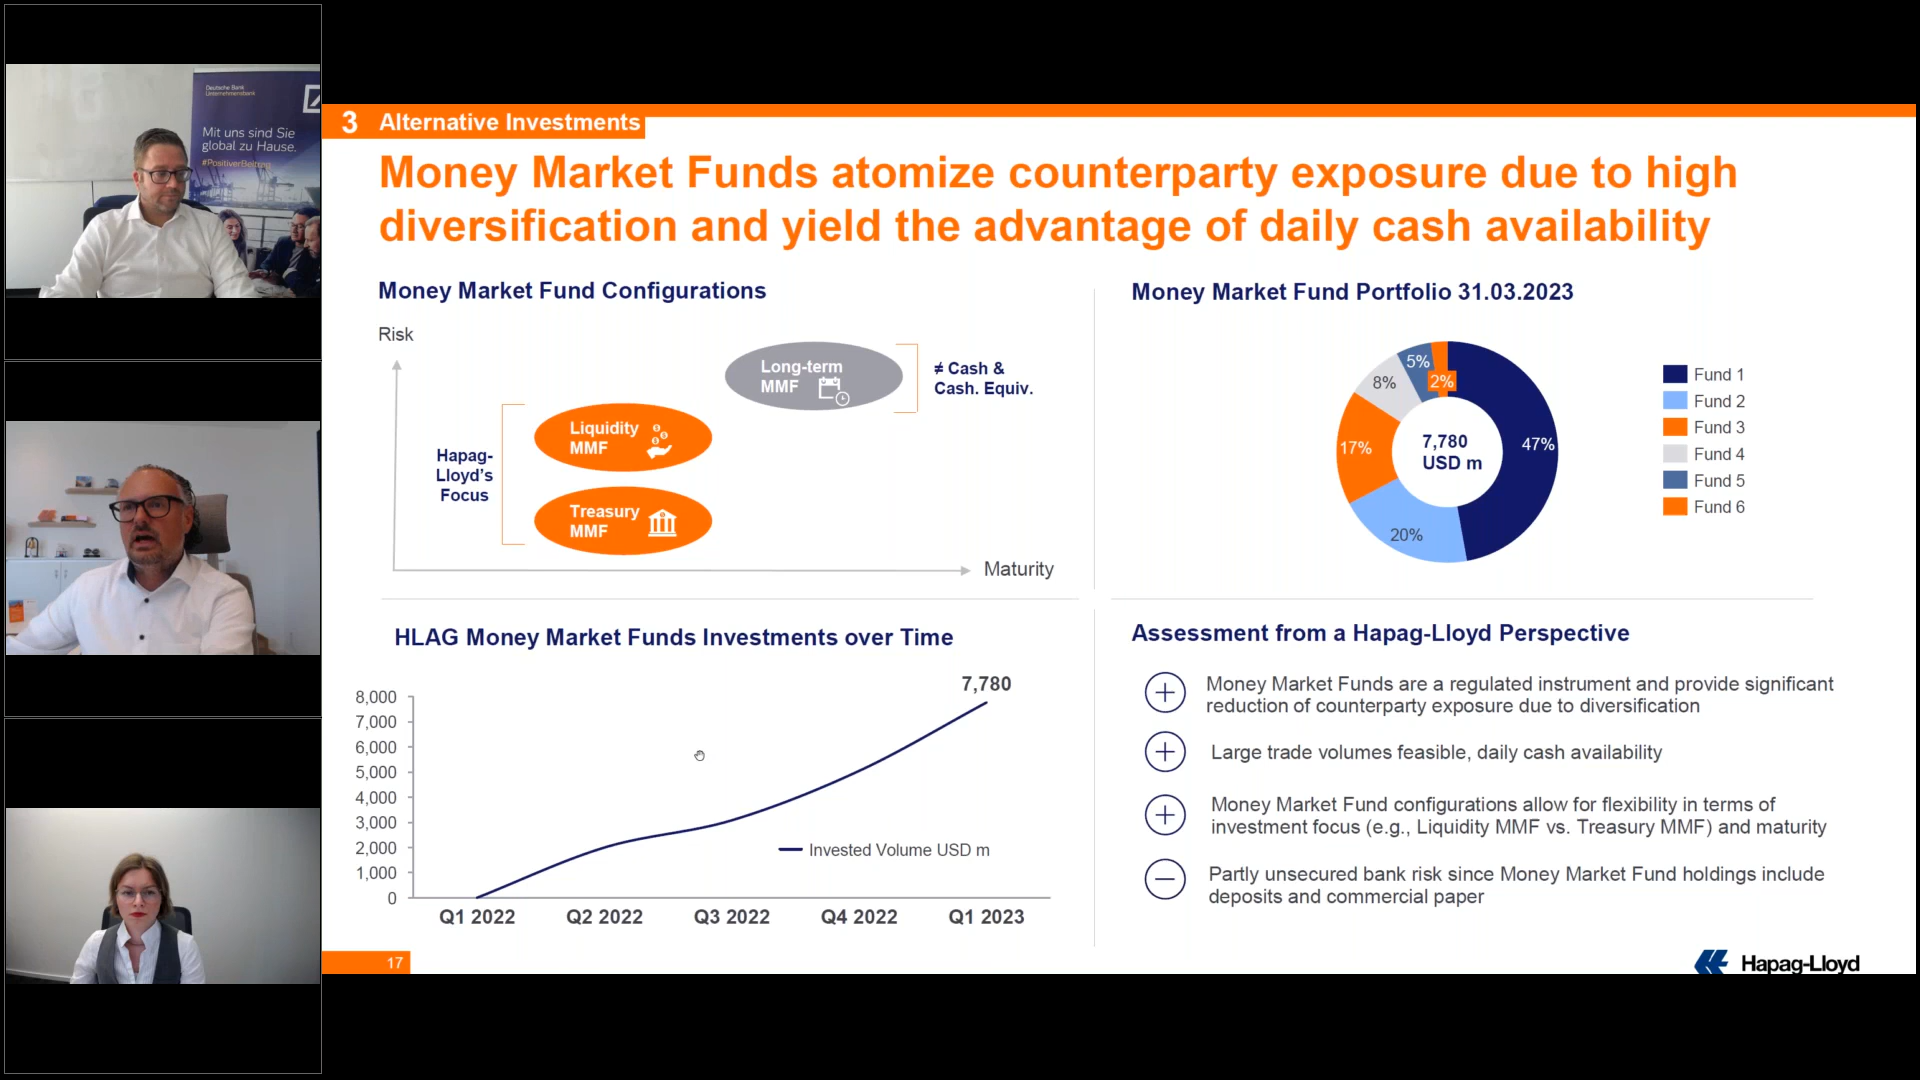 Deutsche Bank
Unternehmensbank
Mit uns sind Sie
global zu Hause.
#PositiverBeitrag
3 Alternative Investments
Money Market Funds atomize counterparty exposure due to high
diversification and yield the advantage of daily cash availability
Money Market Fund Configurations
Risk
Long-term
MMF
≠ Cash &
Cash. Equiv.
Liquidity
MMF
Hapag-
Lloyd's
Focus
Treasury
MMF
Maturity
Money Market Fund Portfolio 31.03.2023
5%
2%
8%
17%
47%
20%
7,780
USD m
Fund 1
Fund 2
Fund 3
Fund 4
Fund 5
Fund 6
HLAG Money Market Funds Investments over Time
7,780
8,000
7,000
6,000
5,000
4,000
3,000
2,000
1,000
0
Invested Volume USD m
Q1 2022 Q2 2022 Q3 2022 Q4 2022 Q1 2023
Assessment from a Hapag-Lloyd Perspective
Money Market Funds are a regulated instrument and provide significant
reduction of counterparty exposure due to diversification
Large trade volumes feasible, daily cash availability
Money Market Fund configurations allow for flexibility in terms of
investment focus (e.g., Liquidity MMF vs. Treasury MMF) and maturity
Partly unsecured bank risk since Money Market Fund holdings include
deposits and commercial paper
17
Hapag-Lloyd